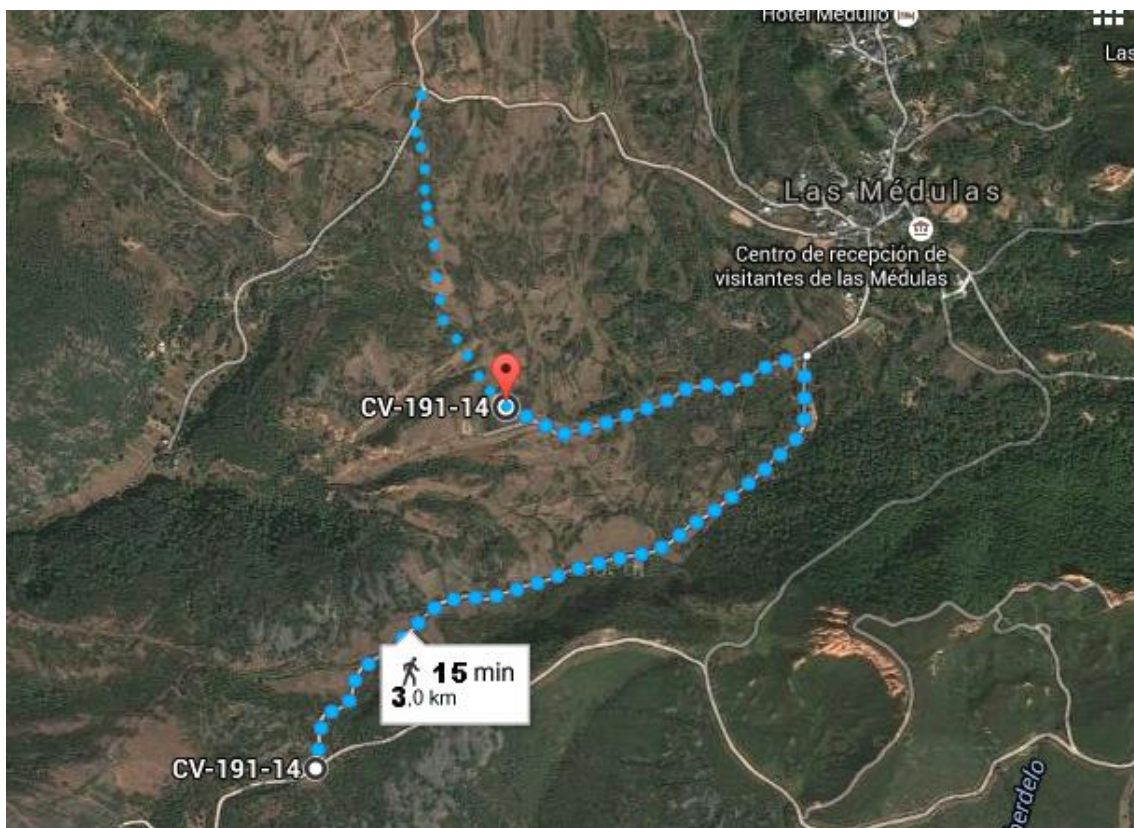 Hotel Medulio
Las
Las Médulas
Centro de recepción de
visitantes de las Médulas
CV-191-14
15 min
3,0 km
CV-191-14